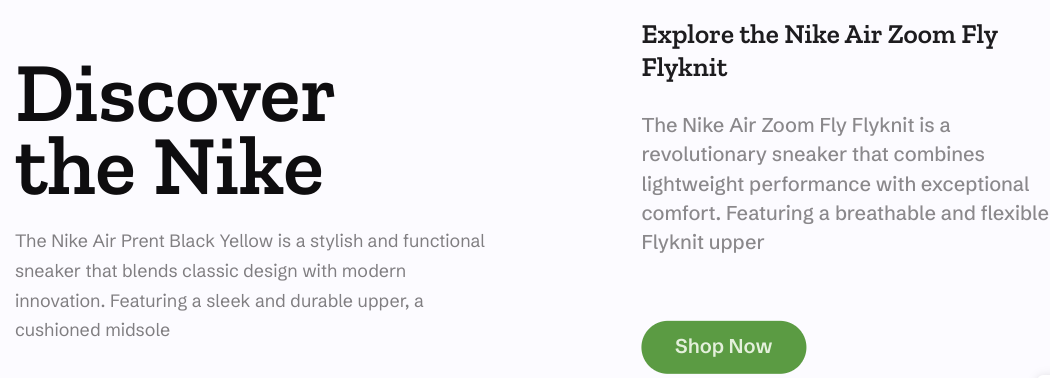 Discover
the Nike
The Nike Air Prent Black Yellow is a stylish and functional
sneaker that blends classic design with modern
innovation. Featuring a sleek and durable upper, a
cushioned midsole
Explore the Nike Air Zoom Fly
Flyknit
The Nike Air Zoom Fly Flyknit is a
revolutionary sneaker that combines
lightweight performance with exceptional
comfort. Featuring a breathable and flexible
Flyknit upper
Shop Now